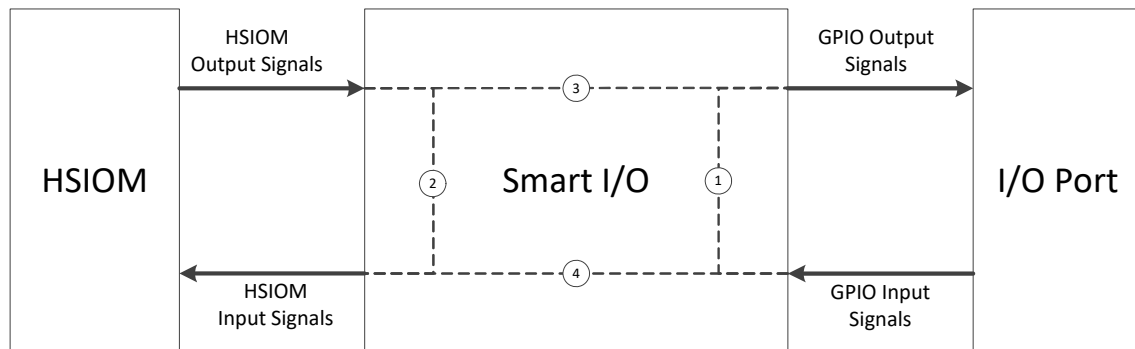 HSIOM
Output Signals
GPIO Output
Signals
3
HSIOM
2
Smart I/O
1
I/O Port
4
HSIOM
Input Signals
GPIO Input
Signals